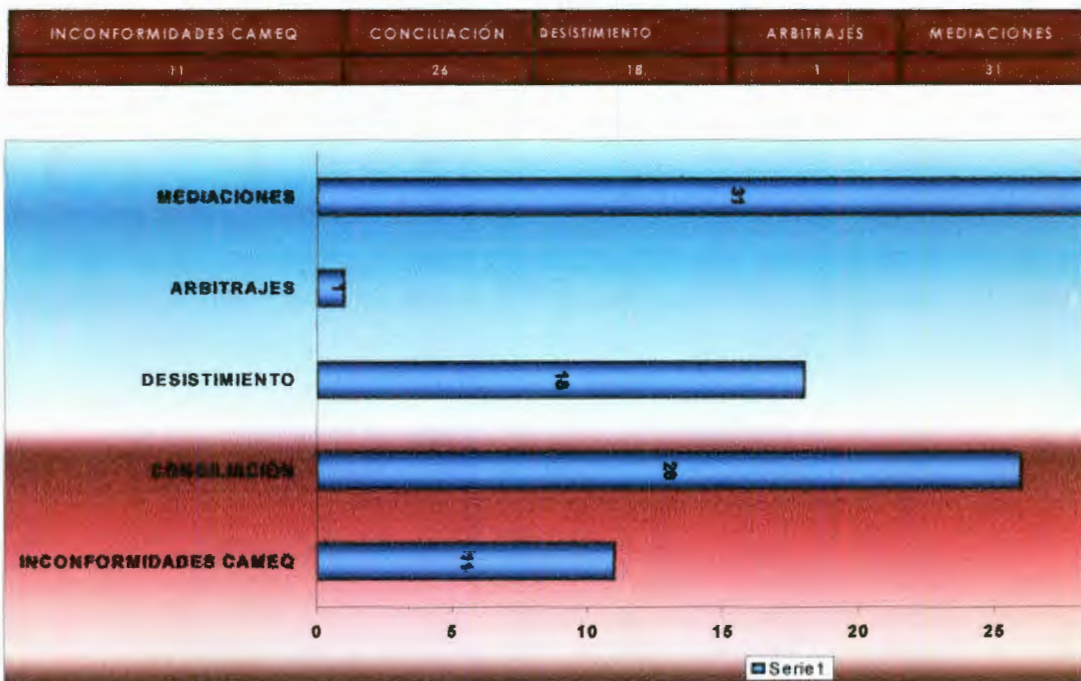 INCONFORMIDADES CAMEQ CONCILIACIÓN DESISTIMIENTO ARBITRAJES MEDIACIONES
11 26 18 1 31
MEDIACIONES 31
ARBITRAJES 1
DESISTIMIENTO 18
CONCILIACIÓN 26
INCONFORMIDADES CAMEQ 11
0 5 10 15 20 25
Serie1